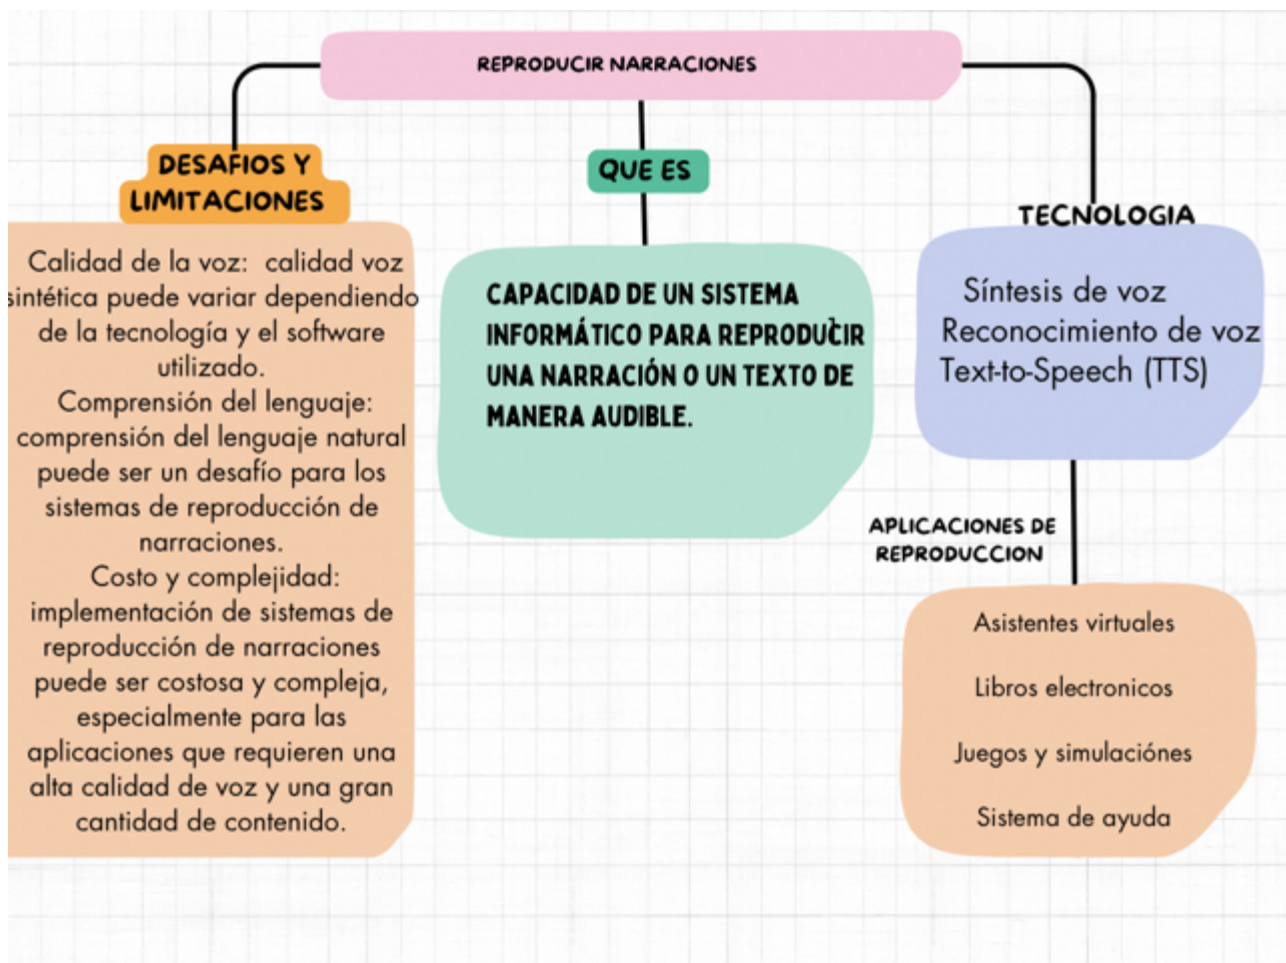 REPRODUCIR NARRACIONES
DESAFIOS Y
LIMITACIONES
Calidad de la voz:  calidad voz
sintética puede variar dependiendo
de la tecnología y el software
utilizado.
Comprensión del lenguaje:
comprensión del lenguaje natural
puede ser un desafío para los
sistemas de reproducción de
narraciones.
Costo y complejidad:
implementación de sistemas de
reproducción de narraciones
puede ser costosa y compleja,
especialmente para las
aplicaciones que requieren una
alta calidad de voz y una gran
cantidad de contenido.
QUE ES
CAPACIDAD DE UN SISTEMA
INFORMÁTICO PARA REPRODUCIR
UNA NARRACIÓN O UN TEXTO DE
MANERA AUDIBLE.
TECNOLOGIA
Síntesis de voz
Reconocimiento de voz
Text-to-Speech (TTS)
APLICACIONES DE
REPRODUCCION
Asistentes virtuales
Libros electronicos
Juegos y simulaciónes
Sistema de ayuda